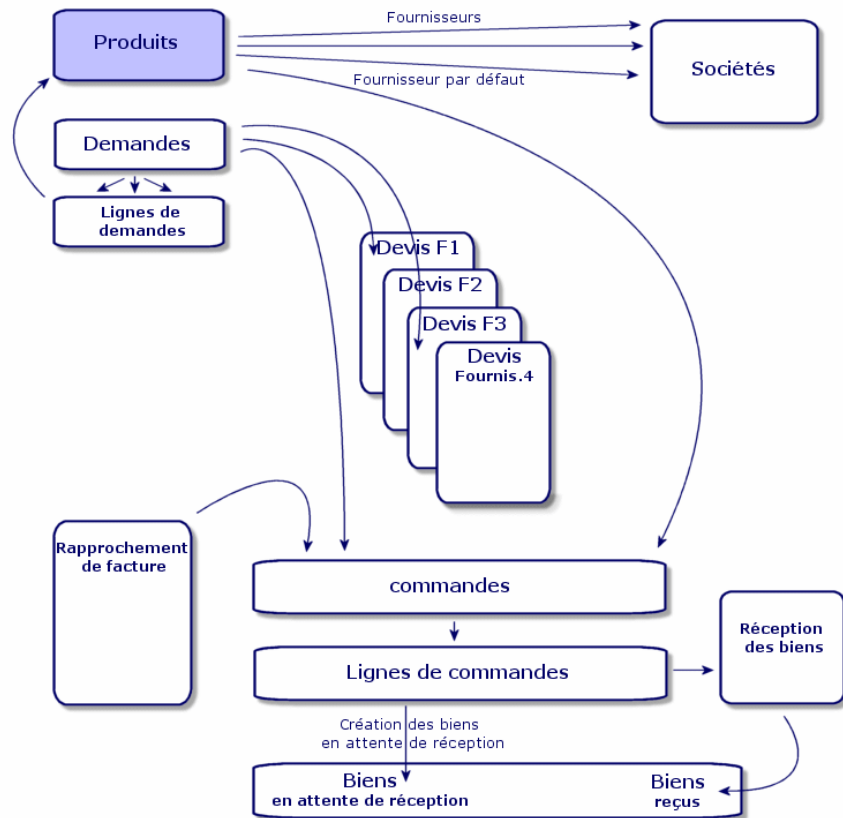 Fournisseurs
Produits
Sociétés
Fournisseur par défaut
Demandes
Lignes de
demandes
Devis F1
Devis F2
Devis F3
Devis
Fournis.4
Rapprochement
de facture
commandes
Réception
des biens
Lignes de commandes
Création des biens
en attente de réception
Biens
en attente de réception
Biens
reçus